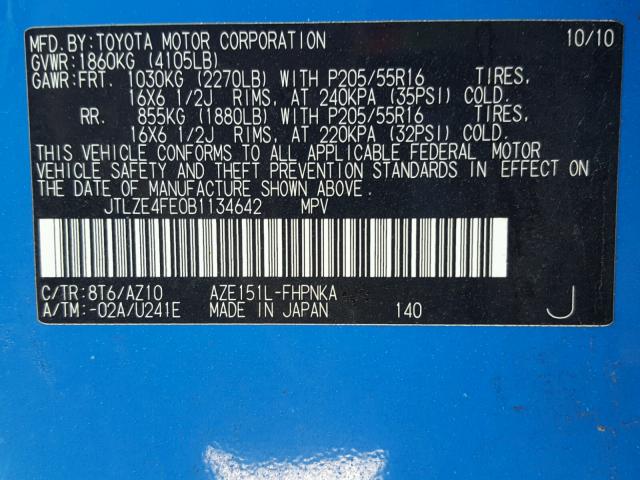 MFD.BY:TOYOTA MOTOR CORPORATION 10/10
GVWR:1860KG (4105LB)
GAWR:FRT. 1030KG (2270LB) WITH P205/55R16 TIRES,
16X6 1/2J RIMS, AT 240KPA (35PSI) COLD.
RR. 855KG (1880LB) WITH P205/55R16 TIRES,
16X6 1/2J RIMS, AT 220KPA (32PSI) COLD.
THIS VEHICLE CONFORMS TO ALL APPLICABLE FEDERAL MOTOR
VEHICLE SAFETY AND THEFT PREVENTION STANDARDS IN EFFECT ON
THE DATE OF MANUFACTURE SHOWN ABOVE.
JTLZE4FE0B1134642 MPV
C/TR:8T6/AZ10 AZE151L-FHPNKA
A/TM:-02A/U241E MADE IN JAPAN 140 J